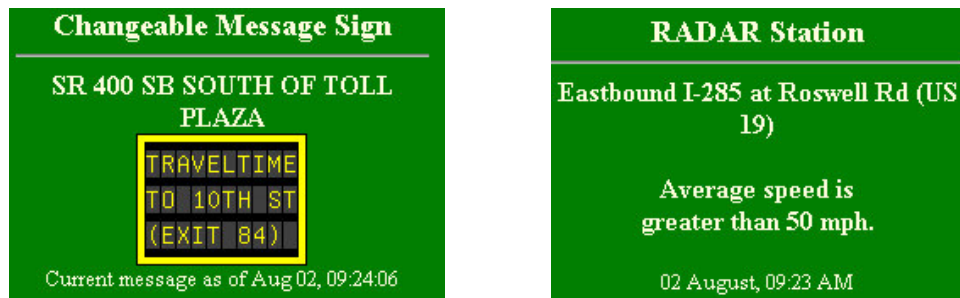 Changeable Message Sign
SR 400 SB SOUTH OF TOLL
PLAZA
TRAVELTIME
TO 10TH ST
(EXIT 84)
Current message as of Aug 02, 09:24:06
RADAR Station
Eastbound I-285 at Roswell Rd (US
19)
Average speed is
greater than 50 mph.
02 August, 09:23 AM